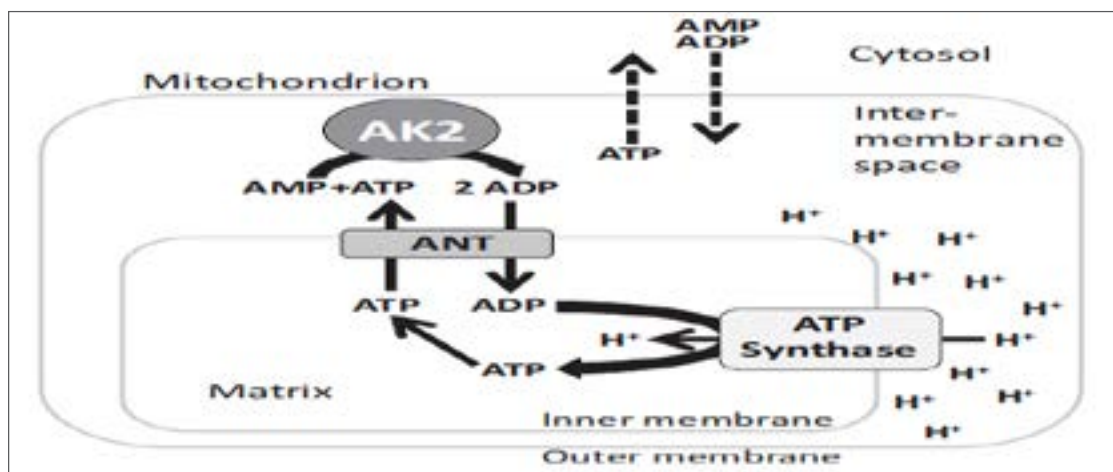 AMP
ADP
Cytosol
Mitochondrion
Inter-
membrane
space
AK2
ATP
AMP+ATP
2 ADP
H⁺
ANT
H⁺
H⁺
H⁺
H⁺
ATP
ADP
H⁺
ATP
Synthase
H⁺
H⁺
ATP
H⁺
Matrix
H⁺
H⁺
Inner membrane
H⁺
Outer membrane